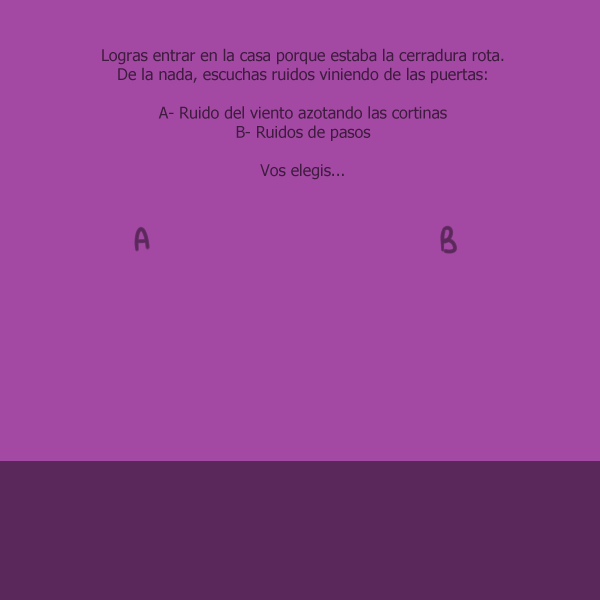 Logras entrar en la casa porque estaba la cerradura rota.
De la nada, escuchas ruidos viniendo de las puertas:
A- Ruido del viento azotando las cortinas
B- Ruidos de pasos
Vos elegis...
A B